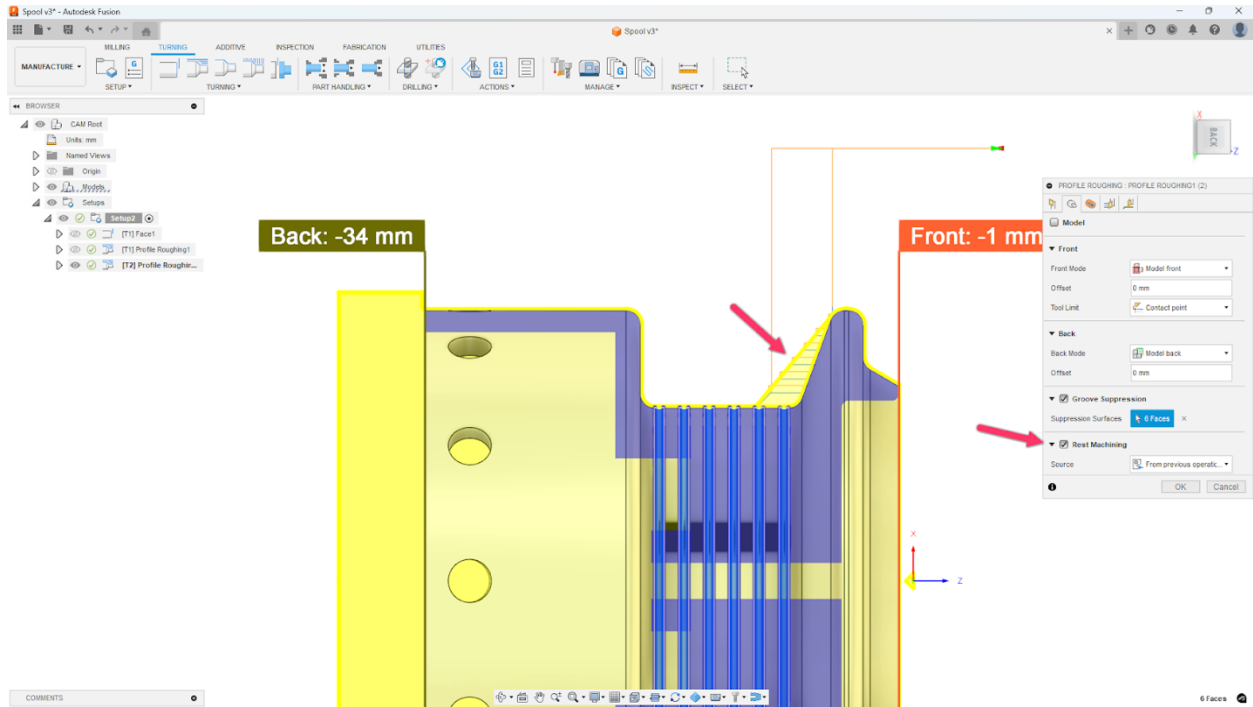 Spool v3* - Autodesk Fusion
Spool v3*
MILLING TURNING ADDITIVE INSPECTION FABRICATION UTILITIES
MANUFACTURE
G
G1
G2
G
SETUP TURNING PART HANDLING DRILLING ACTIONS MANAGE INSPECT SELECT
BROWSER
CAM Root
Units: mm
Named Views
Origin
Models
Setups
Setup2
[T1] Face1
[T1] Profile Roughing1
[T2] Profile Roughin...
Back: -34 mm
Front: -1 mm
X
BACK
Z
PROFILE ROUGHING : PROFILE ROUGHING1 (2)
Model
Front
Front Mode Model front
Offset 0 mm
Tool Limit Contact point
Back
Back Mode Model back
Offset 0 mm
Groove Suppression
Suppression Surfaces 6 Faces
Rest Machining
Source From previous operatic...
OK Cancel
X
Z
COMMENTS
6 Faces